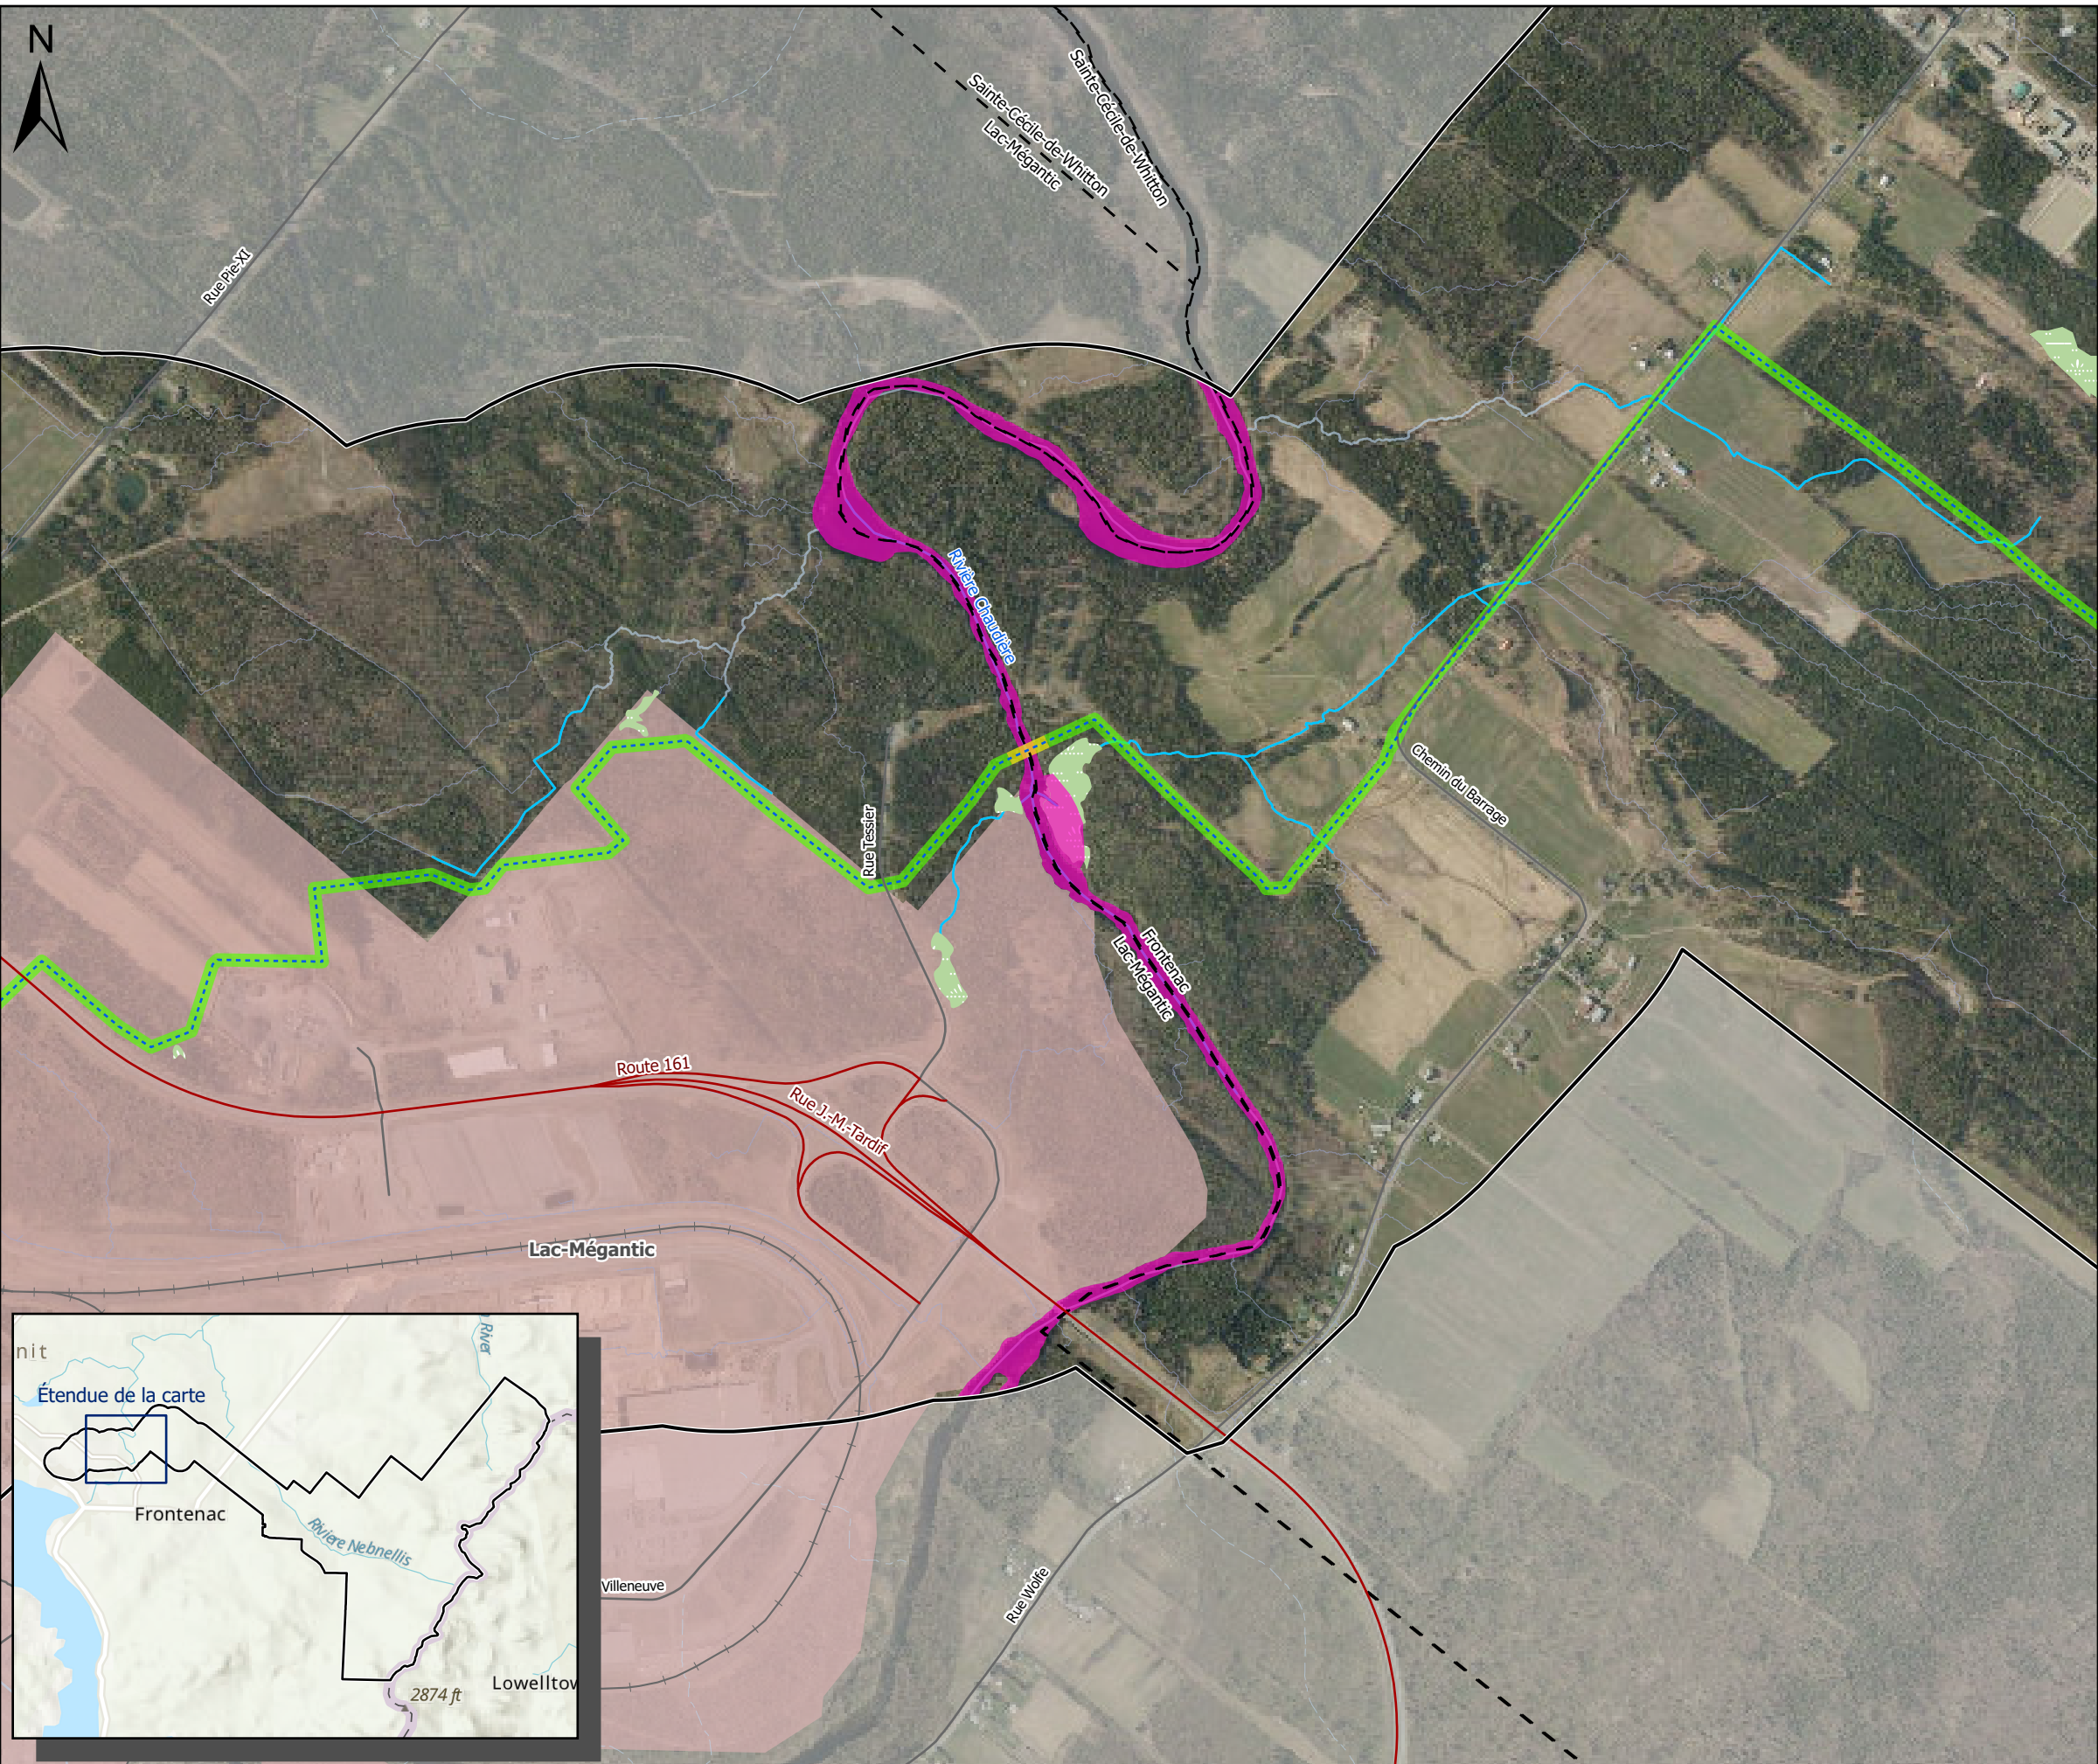 N
Sainte-Cécile-de-Whitton
Sainte-Cécile-de-Whitton
Lac-Mégantic
Rue Pie-XI
Rivière Chaudière
Chemin du Barrage
Rue Tessier
Frontenac
Lac-Mégantic
Route 161
Rue J.-M.-Tardif
Lac-Mégantic
Villeneuve
Rue Wolfe
nit
River
Étendue de la carte
Frontenac
Riviere Nebnellis
Lowelltow
2874 ft